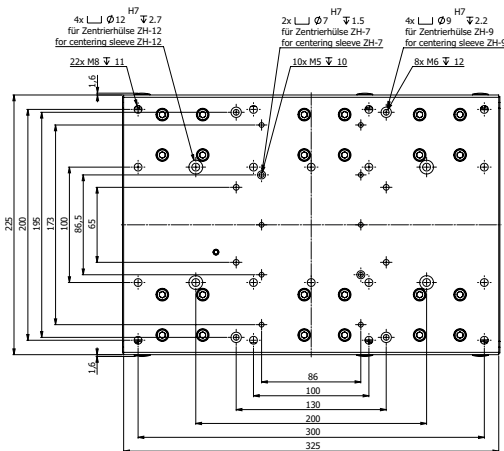 H7
4x ⌴ Ø12 ↧2.7
für Zentrierhülse ZH-12
for centering sleeve ZH-12
22x M8 ↧ 11
H7
2x ⌴ Ø7 ↧1.5
für Zentrierhülse ZH-7
for centering sleeve ZH-7
10x M5 ↧ 10
H7
4x ⌴ Ø9 ↧2.2
für Zentrierhülse ZH-9
for centering sleeve ZH-9
8x M6 ↧ 12
1,6
225
200
195
173
100
86,5
65
1,6
86
100
130
200
300
325